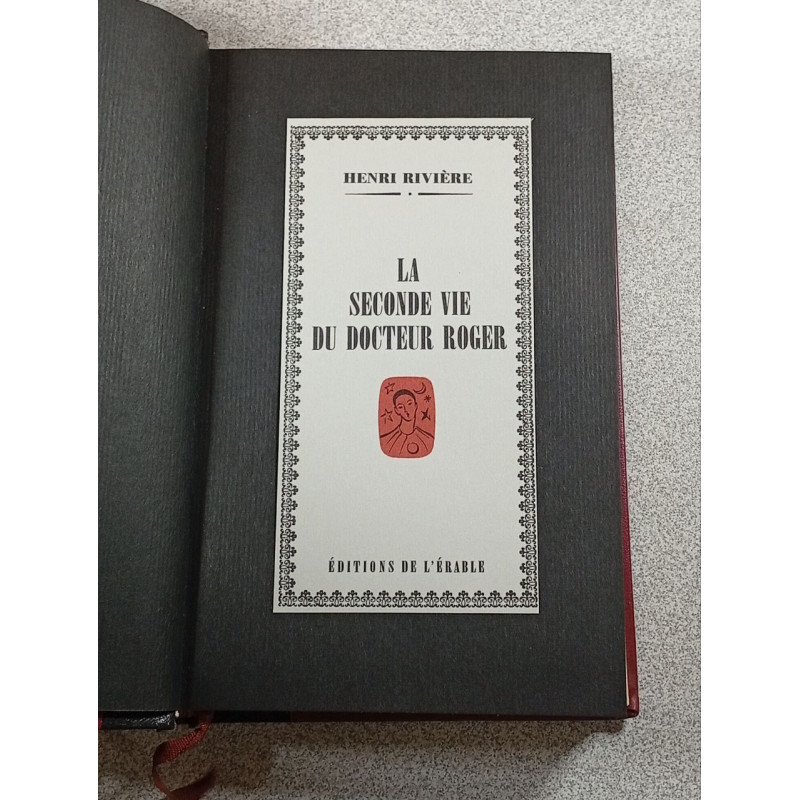 HENRI RIVIÈRE
LA
SECONDE VIE
DU DOCTEUR ROGER
ÉDITIONS DE L'ÉRABLE